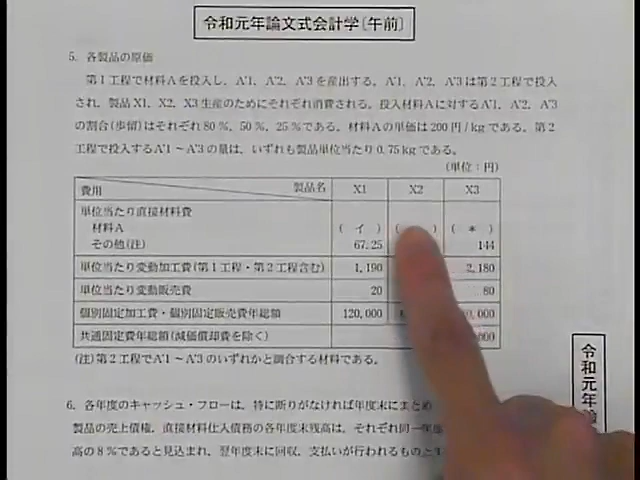 令和元年論文式会計学〔午前〕
5. 各製品の原価
第1工程で材料Aを投入し、A'1、A'2、A'3を産出する。A'1、A'2、A'3は第2工程で投入
され、製品X1、X2、X3生産のためにそれぞれ消費される。投入材料Aに対するA'1、A'2、A'3
の割合(歩留)はそれぞれ80%、50%、25%である。材料Aの単価は200円/kgである。第2
工程で投入するA'1～A'3の量は、いずれも製品単位当たり0.75kgである。
(単位:円)
費用 製品名 X1 X2 X3
単位当たり直接材料費
材料A ( イ ) ( ) ( * )
その他(注) 67.25 144
単位当たり変動加工費(第1工程・第2工程含む) 1,190 2,180
単位当たり変動販売費 20 80
個別固定加工費・個別固定販売費年総額 120,000
共通固定費年総額(減価償却費を除く)
(注)第2工程でA'1～A'3のいずれかと調合する材料である。
6. 各年度のキャッシュ・フローは、特に断りがなければ年度末にまとめ
製品の売上債権、直接材料仕入債務の各年度末残高は、それぞれ同一年度
高の8%であると見込まれ、翌年度末に回収、支払いが行われるものとす
令和元年論